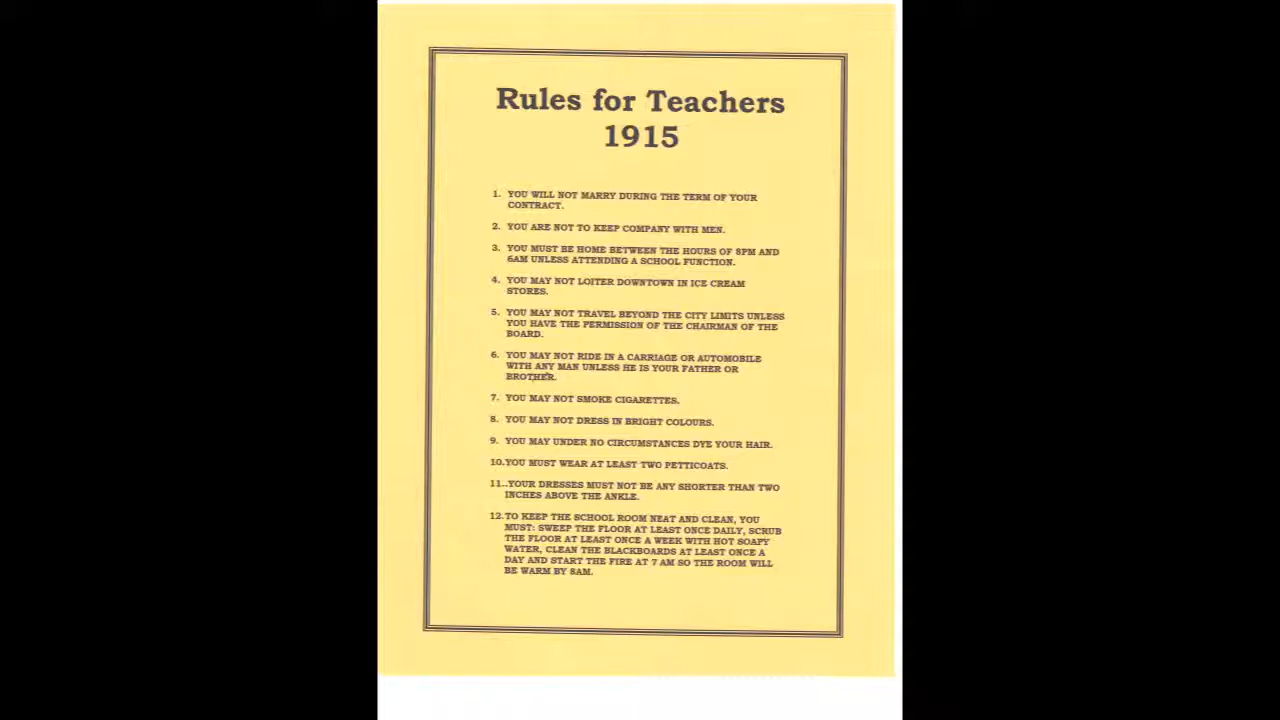 Rules for Teachers
1915
1. YOU WILL NOT MARRY DURING THE TERM OF YOUR
CONTRACT.
2. YOU ARE NOT TO KEEP COMPANY WITH MEN.
3. YOU MUST BE HOME BETWEEN THE HOURS OF 8PM AND
6AM UNLESS ATTENDING A SCHOOL FUNCTION.
4. YOU MAY NOT LOITER DOWNTOWN IN ICE CREAM
STORES.
5. YOU MAY NOT TRAVEL BEYOND THE CITY LIMITS UNLESS
YOU HAVE THE PERMISSION OF THE CHAIRMAN OF THE
BOARD.
6. YOU MAY NOT RIDE IN A CARRIAGE OR AUTOMOBILE
WITH ANY MAN UNLESS HE IS YOUR FATHER OR
BROTHER.
7. YOU MAY NOT SMOKE CIGARETTES.
8. YOU MAY NOT DRESS IN BRIGHT COLOURS.
9. YOU MAY UNDER NO CIRCUMSTANCES DYE YOUR HAIR.
10.YOU MUST WEAR AT LEAST TWO PETTICOATS.
11..YOUR DRESSES MUST NOT BE ANY SHORTER THAN TWO
INCHES ABOVE THE ANKLE.
12.TO KEEP THE SCHOOL ROOM NEAT AND CLEAN, YOU
MUST: SWEEP THE FLOOR AT LEAST ONCE DAILY, SCRUB
THE FLOOR AT LEAST ONCE A WEEK WITH HOT SOAPY
WATER, CLEAN THE BLACKBOARDS AT LEAST ONCE A
DAY AND START THE FIRE AT 7 AM SO THE ROOM WILL
BE WARM BY 8AM.